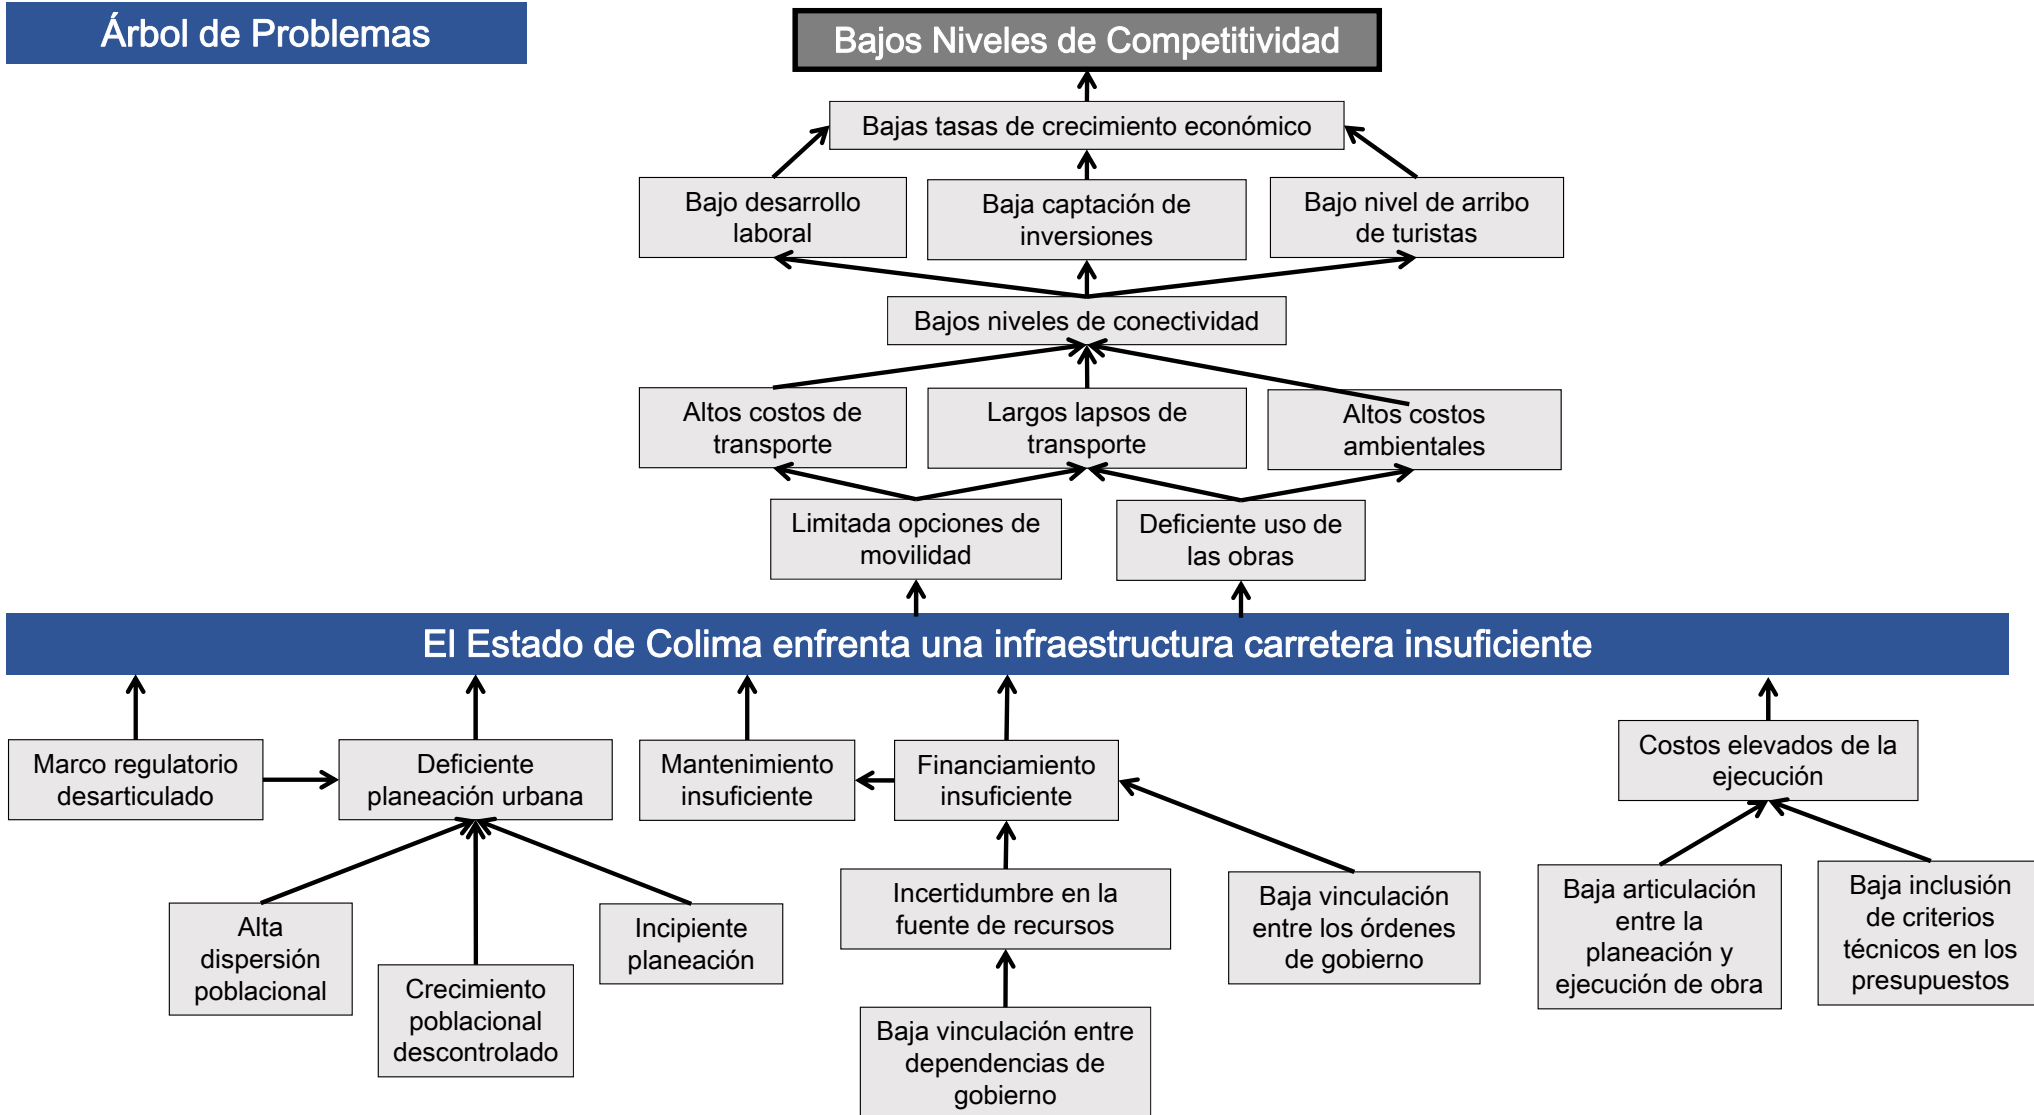 Árbol de Problemas
Bajos Niveles de Competitividad
Bajas tasas de crecimiento económico
Bajo desarrollo
laboral
Baja captación de
inversiones
Bajo nivel de arribo
de turistas
Bajos niveles de conectividad
Altos costos de
transporte
Largos lapsos de
transporte
Altos costos
ambientales
Limitada opciones de
movilidad
Deficiente uso de
las obras
El Estado de Colima enfrenta una infraestructura carretera insuficiente
Marco regulatorio
desarticulado
Deficiente
planeación urbana
Mantenimiento
insuficiente
Financiamiento
insuficiente
Costos elevados de la
ejecución
Alta
dispersión
poblacional
Crecimiento
poblacional
descontrolado
Incipiente
planeación
Incertidumbre en la
fuente de recursos
Baja vinculación
entre los órdenes
de gobierno
Baja articulación
entre la
planeación y
ejecución de obra
Baja inclusión
de criterios
técnicos en los
presupuestos
Baja vinculación entre
dependencias de
gobierno